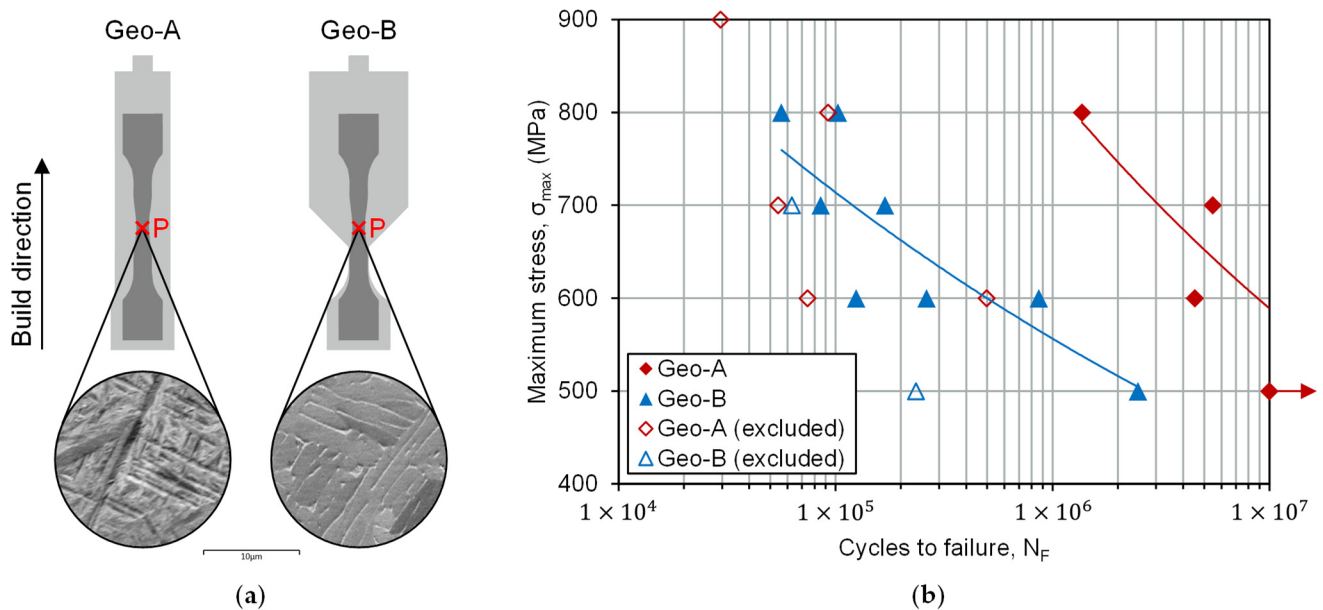 Geo-A
Geo-B
Build direction
P
P
10µm
(a)
900
800
700
600
500
400
Maximum stress, σmax (MPa)
Geo-A
Geo-B
Geo-A (excluded)
Geo-B (excluded)
1 × 10⁴
1 × 10⁵
1 × 10⁶
1 × 10⁷
Cycles to failure, NF
(b)